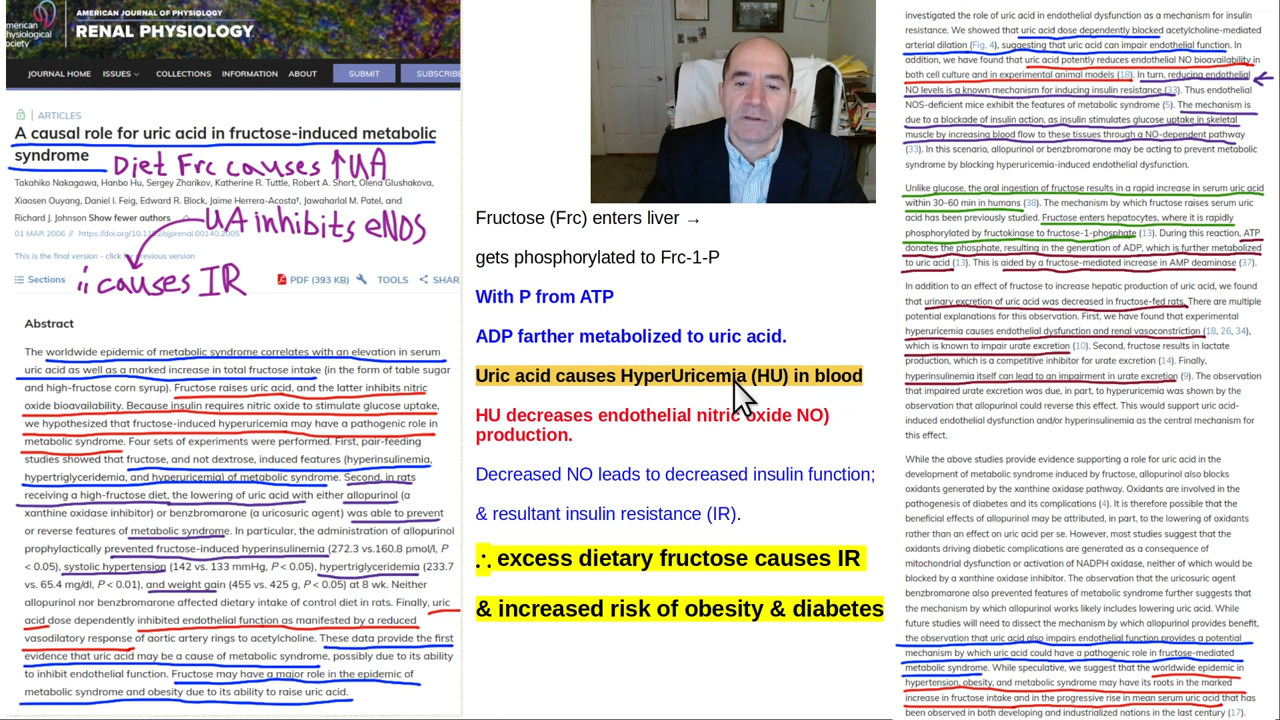 American
Physiological
Society
AMERICAN JOURNAL OF PHYSIOLOGY
RENAL PHYSIOLOGY
JOURNAL HOME ISSUES COLLECTIONS INFORMATION ABOUT SUBMIT SUBSCRIBE
ARTICLES
A causal role for uric acid in fructose-induced metabolic
syndrome
Diet Frc causes ↑UA
Takahiko Nakagawa, Hanbo Hu, Sergey Zharikov, Katherine R. Tuttle, Robert A. Short, Olena Glushakova,
Xiaosen Ouyang, Daniel I. Feig, Edward R. Block, Jaime Herrera-Acosta†, Jawaharlal M. Patel, and
Richard J. Johnson Show fewer authors
UA inhibits eNOS
01 MAR 2006 // https://doi.org/10.1 ajprenal.00140.2005
This is the final version - click for previous version
∴ causes IR
Sections PDF (393 KB) TOOLS SHAR
Abstract
The worldwide epidemic of metabolic syndrome correlates with an elevation in serum
uric acid as well as a marked increase in total fructose intake (in the form of table sugar
and high-fructose corn syrup). Fructose raises uric acid, and the latter inhibits nitric
oxide bioavailability. Because insulin requires nitric oxide to stimulate glucose uptake,
we hypothesized that fructose-induced hyperuricemia may have a pathogenic role in
metabolic syndrome. Four sets of experiments were performed. First, pair-feeding
studies showed that fructose, and not dextrose, induced features (hyperinsulinemia,
hypertriglyceridemia, and hyperuricemia) of metabolic syndrome. Second, in rats
receiving a high-fructose diet, the lowering of uric acid with either allopurinol (a
xanthine oxidase inhibitor) or benzbromarone (a uricosuric agent) was able to prevent
or reverse features of metabolic syndrome. In particular, the administration of allopurinol
prophylactically prevented fructose-induced hyperinsulinemia (272.3 vs.160.8 pmol/l, P
< 0.05), systolic hypertension (142 vs. 133 mmHg, P < 0.05), hypertriglyceridemia (233.7
vs. 65.4 mg/dl, P < 0.01), and weight gain (455 vs. 425 g, P < 0.05) at 8 wk. Neither
allopurinol nor benzbromarone affected dietary intake of control diet in rats. Finally, uric
acid dose dependently inhibited endothelial function as manifested by a reduced
vasodilatory response of aortic artery rings to acetylcholine. These data provide the first
evidence that uric acid may be a cause of metabolic syndrome, possibly due to its ability
to inhibit endothelial function. Fructose may have a major role in the epidemic of
metabolic syndrome and obesity due to its ability to raise uric acid.
Fructose (Frc) enters liver →
gets phosphorylated to Frc-1-P
With P from ATP
ADP farther metabolized to uric acid.
Uric acid causes HyperUricemia (HU) in blood
HU decreases endothelial nitric oxide NO)
production.
Decreased NO leads to decreased insulin function;
& resultant insulin resistance (IR).
∴ excess dietary fructose causes IR
& increased risk of obesity & diabetes
investigated the role of uric acid in endothelial dysfunction as a mechanism for insulin
resistance. We showed that uric acid dose dependently blocked acetylcholine-mediated
arterial dilation (Fig. 4), suggesting that uric acid can impair endothelial function. In
addition, we have found that uric acid potently reduces endothelial NO bioavailability in
both cell culture and in experimental animal models (18). In turn, reducing endothelial
NO levels is a known mechanism for inducing insulin resistance (33). Thus endothelial
NOS-deficient mice exhibit the features of metabolic syndrome (5). The mechanism is
due to a blockade of insulin action, as insulin stimulates glucose uptake in skeletal
muscle by increasing blood flow to these tissues through a NO-dependent pathway
(33). In this scenario, allopurinol or benzbromarone may be acting to prevent metabolic
syndrome by blocking hyperuricemia-induced endothelial dysfunction.
Unlike glucose, the oral ingestion of fructose results in a rapid increase in serum uric acid
within 30–60 min in humans (38). The mechanism by which fructose raises serum uric
acid has been previously studied. Fructose enters hepatocytes, where it is rapidly
phosphorylated by fructokinase to fructose-1-phosphate (13). During this reaction, ATP
donates the phosphate, resulting in the generation of ADP, which is further metabolized
to uric acid (13). This is aided by a fructose-mediated increase in AMP deaminase (37).
In addition to an effect of fructose to increase hepatic production of uric acid, we found
that urinary excretion of uric acid was decreased in fructose-fed rats. There are multiple
potential explanations for this observation. First, we have found that experimental
hyperuricemia causes endothelial dysfunction and renal vasoconstriction (18, 26, 34),
which is known to impair urate excretion (10). Second, fructose results in lactate
production, which is a competitive inhibitor for urate excretion (14). Finally,
hyperuricemia itself can lead to an impairment in urate excretion (9). The observation
that impaired urate excretion was due, in part, to hyperuricemia was shown by the
observation that allopurinol could reverse this effect. This would support uric acid-
induced endothelial dysfunction and/or hyperuricemia as the central mechanism for
this effect.
While the above studies provide evidence supporting a role for uric acid in the
development of metabolic syndrome induced by fructose, allopurinol also blocks
oxidants generated by the xanthine oxidase pathway. Oxidants are involved in the
pathogenesis of diabetes and its complications (4). It is therefore possible that the
beneficial effects of allopurinol may be attributed, in part, to the lowering of oxidants
rather than an effect on uric acid per se. However, most studies suggest that the
oxidants driving diabetic complications are generated as a consequence of
mitochondrial dysfunction or activation of NADPH oxidase, neither of which would be
blocked by a xanthine oxidase inhibitor. The observation that the uricosuric agent
benzbromarone also prevented features of metabolic syndrome further suggests that
the mechanism by which allopurinol works likely includes lowering uric acid. While
future studies will need to dissect the mechanism by which allopurinol provides benefit,
the observation that uric acid also impairs endothelial function provides a potential
mechanism by which uric acid could have a pathogenic role in fructose-mediated
metabolic syndrome. While speculative, we suggest that the worldwide epidemic in
hypertension, obesity, and metabolic syndrome may have its roots in the marked
increase in fructose intake and in the progressive rise in mean serum uric acid that has
been observed in both developing and industrialized nations in the last century (17).